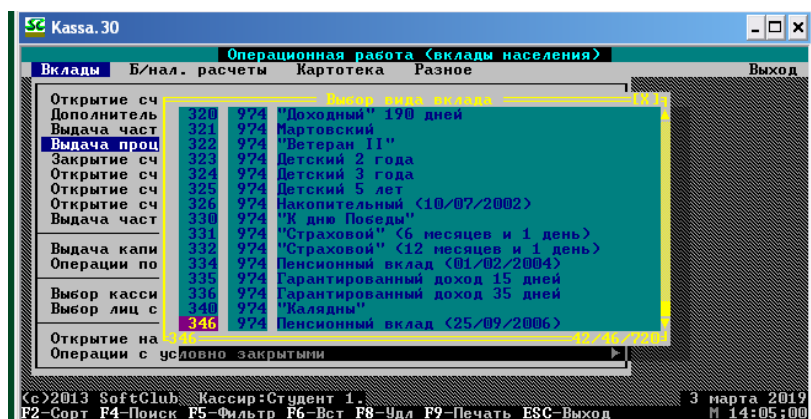 Kassa.30
Операционная работа (вклады населения)
Вклады Б/нал. расчеты Картотека Разное Выход
Открытие сч
Дополнитель
Выдача част
Выдача проц
Закрытие сч
Открытие сч
Открытие сч
Открытие сч
Выдача част
Выдача капи
Операции по
Выбор касси
Выбор лиц с
Открытие на
Операции с условно закрытыми
Выбор вида вклада [X]
320 974 "Доходный" 190 дней
321 974 Мартовский
322 974 "Ветеран II"
323 974 Детский 2 года
324 974 Детский 3 года
325 974 Детский 5 лет
326 974 Накопительный (10/07/2002)
330 974 "К дню Победы"
331 974 "Страховой" (6 месяцев и 1 день)
332 974 "Страховой" (12 месяцев и 1 день)
334 974 Пенсионный вклад (01/02/2004)
335 974 Гарантированный доход 15 дней
336 974 Гарантированный доход 35 дней
340 974 "Калядны"
346 974 Пенсионный вклад (25/09/2006)
346 42/46/720
(c)2013 SoftClub Кассир:Студент 1. 3 марта 2019
F2-Сорт F4-Поиск F5-Фильтр F6-Вст F8-Удл F9-Печать ESC-Выход М 14:05:00